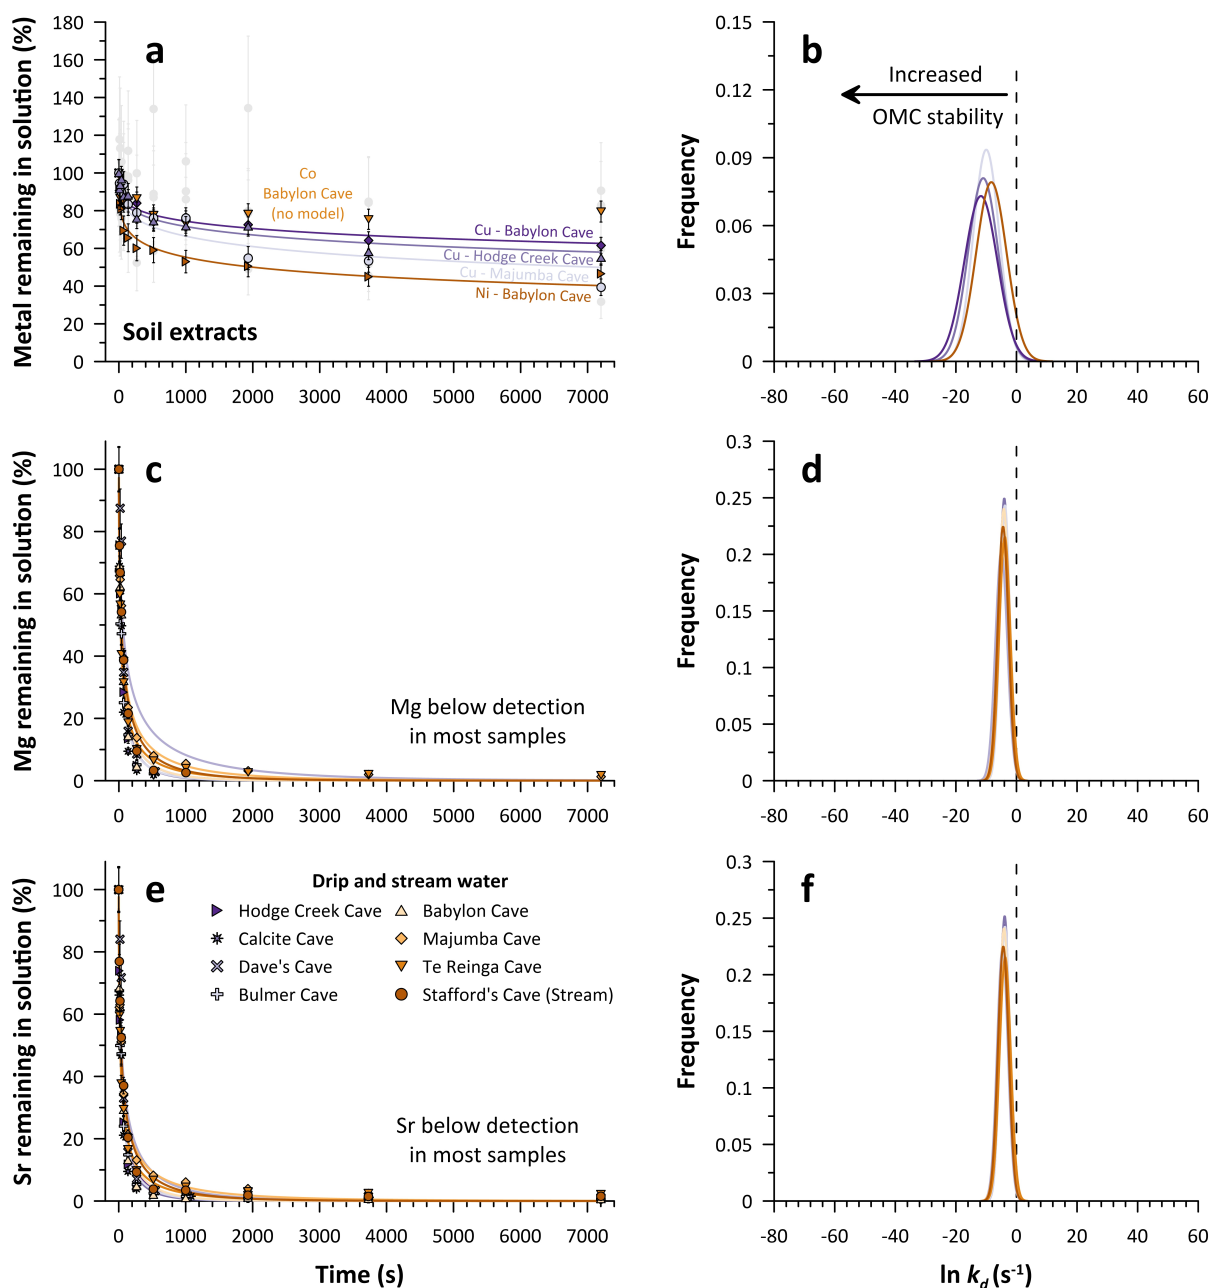 a
Metal remaining in solution (%)
180
160
140
120
100
80
60
40
20
0
Co
Babylon Cave
(no model)
Cu - Babylon Cave
Cu - Hodge Creek Cave
Cu - Majumba Cave
Ni - Babylon Cave
Soil extracts
0 1000 2000 3000 4000 5000 6000 7000
b
Frequency
0.15
0.12
0.09
0.06
0.03
0
Increased
OMC stability
-80 -60 -40 -20 0 20 40 60
c
Mg remaining in solution (%)
100
80
60
40
20
0
Mg below detection
in most samples
0 1000 2000 3000 4000 5000 6000 7000
d
Frequency
0.3
0.25
0.2
0.15
0.1
0.05
0
-80 -60 -40 -20 0 20 40 60
e
Sr remaining in solution (%)
100
80
60
40
20
0
Drip and stream water
Hodge Creek Cave
Calcite Cave
Dave's Cave
Bulmer Cave
Babylon Cave
Majumba Cave
Te Reinga Cave
Stafford's Cave (Stream)
Sr below detection
in most samples
0 1000 2000 3000 4000 5000 6000 7000
Time (s)
f
Frequency
0.3
0.25
0.2
0.15
0.1
0.05
0
-80 -60 -40 -20 0 20 40 60
ln k_d (s⁻¹)